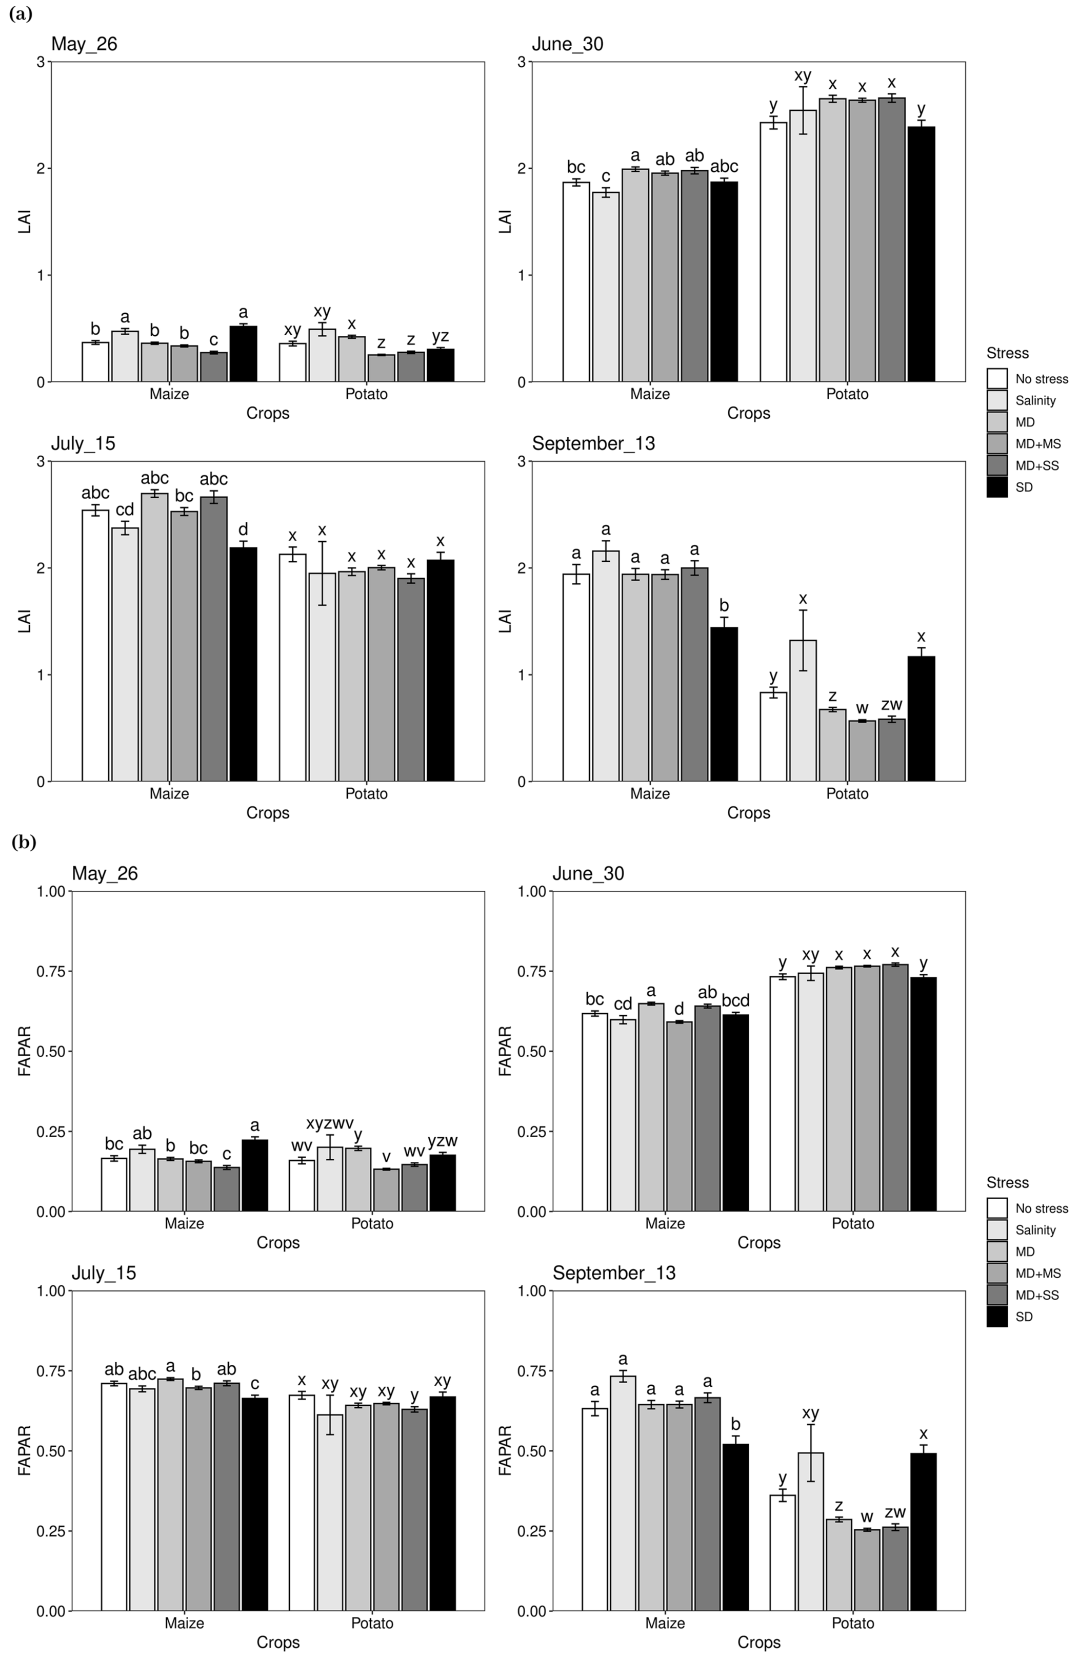 (a)
May_26
June_30
3
2
1
0
LAI
b a b b c a xy xy x z z yz
Maize Potato
Crops
3
2
1
0
LAI
bc c a ab ab abc y xy x x x y
Maize Potato
Crops
Stress
No stress
Salinity
MD
MD+MS
MD+SS
SD
July_15
September_13
3
2
1
0
LAI
abc cd abc bc abc d x x x x x x
Maize Potato
Crops
3
2
1
0
LAI
a a a a a b y x z w zw x
Maize Potato
Crops
(b)
May_26
June_30
1.00
0.75
0.50
0.25
0.00
FAPAR
bc ab b bc c a wv xyzwv y v wv yzw
Maize Potato
Crops
1.00
0.75
0.50
0.25
0.00
FAPAR
bc cd a d ab bcd y xy x x x y
Maize Potato
Crops
Stress
No stress
Salinity
MD
MD+MS
MD+SS
SD
July_15
September_13
1.00
0.75
0.50
0.25
0.00
FAPAR
ab abc a b ab c x xy xy xy y xy
Maize Potato
Crops
1.00
0.75
0.50
0.25
0.00
FAPAR
a a a a a b y xy z w zw x
Maize Potato
Crops